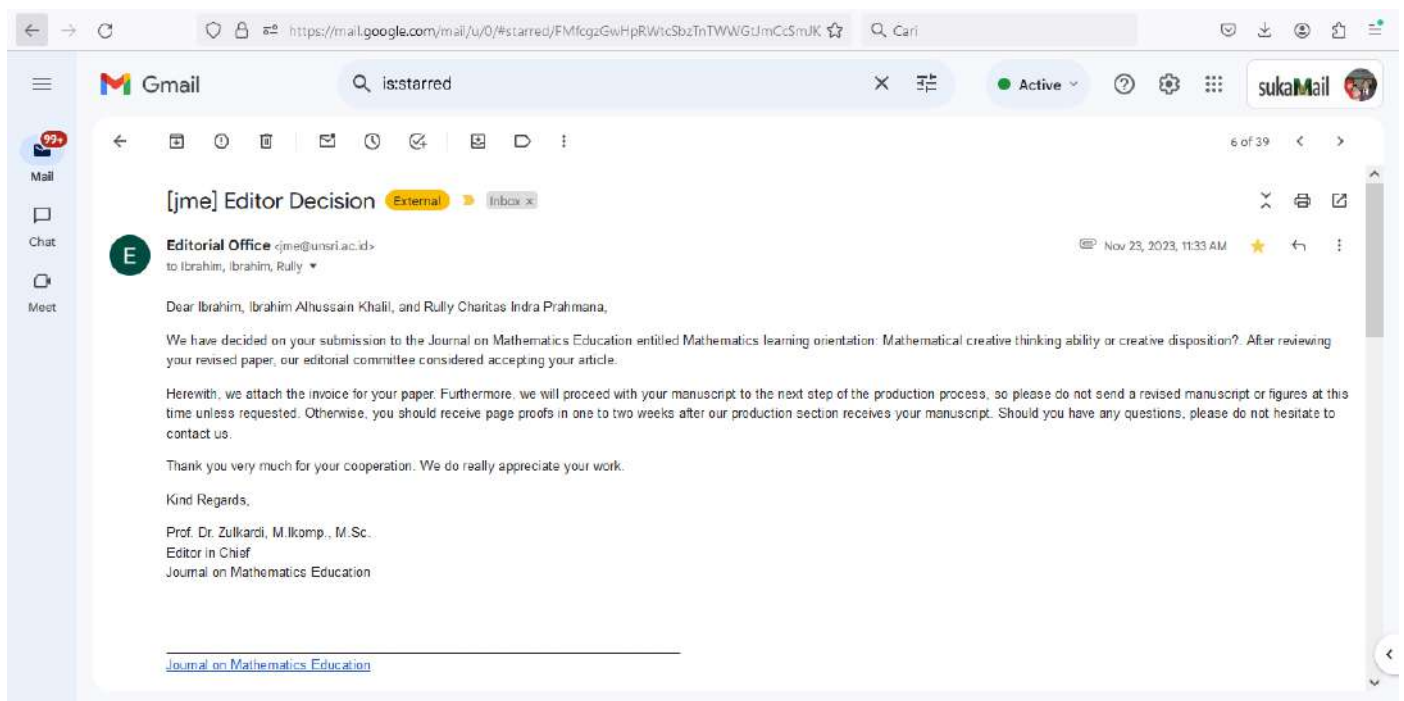 https://mail.google.com/mail/u/0/#starred/FMfcgzGwHpRWtcSbzTnTWWGtJmCcSmJK
Cari
Gmail
is:starred
Active
sukaMail
99+
Mail
Chat
Meet
6 of 39
[jme] Editor Decision External Inbox x
E
Editorial Office <jme@unsri.ac.id>
Nov 23, 2023, 11:33 AM
to Ibrahim, Ibrahim, Rully
Dear Ibrahim, Ibrahim Alhussain Khalil, and Rully Charitas Indra Prahmana,
We have decided on your submission to the Journal on Mathematics Education entitled Mathematics learning orientation: Mathematical creative thinking ability or creative disposition?. After reviewing
your revised paper, our editorial committee considered accepting your article.
Herewith, we attach the invoice for your paper. Furthermore, we will proceed with your manuscript to the next step of the production process, so please do not send a revised manuscript or figures at this
time unless requested. Otherwise, you should receive page proofs in one to two weeks after our production section receives your manuscript. Should you have any questions, please do not hesitate to
contact us.
Thank you very much for your cooperation. We do really appreciate your work.
Kind Regards,
Prof. Dr. Zulkardi, M.Ikomp., M.Sc.
Editor in Chief
Journal on Mathematics Education
Journal on Mathematics Education